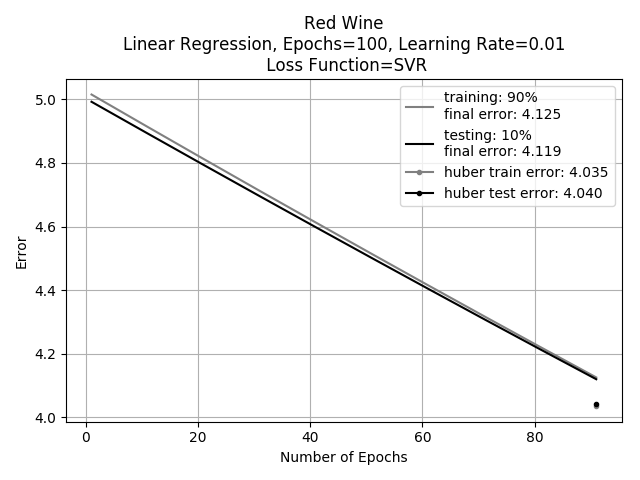 Red Wine
Linear Regression, Epochs=100, Learning Rate=0.01
Loss Function=SVR
training: 90%
final error: 4.125
testing: 10%
final error: 4.119
huber train error: 4.035
huber test error: 4.040
Error
5.0
4.8
4.6
4.4
4.2
4.0
0 20 40 60 80
Number of Epochs